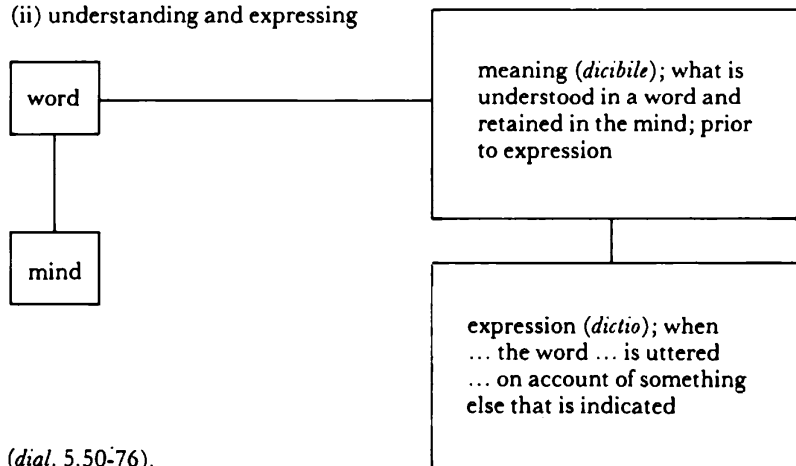 (ii) understanding and expressing
word
meaning (dicibile); what is
understood in a word and
retained in the mind; prior
to expression
mind
expression (dictio); when
... the word ... is uttered
... on account of something
else that is indicated
(dial. 5.50-76).